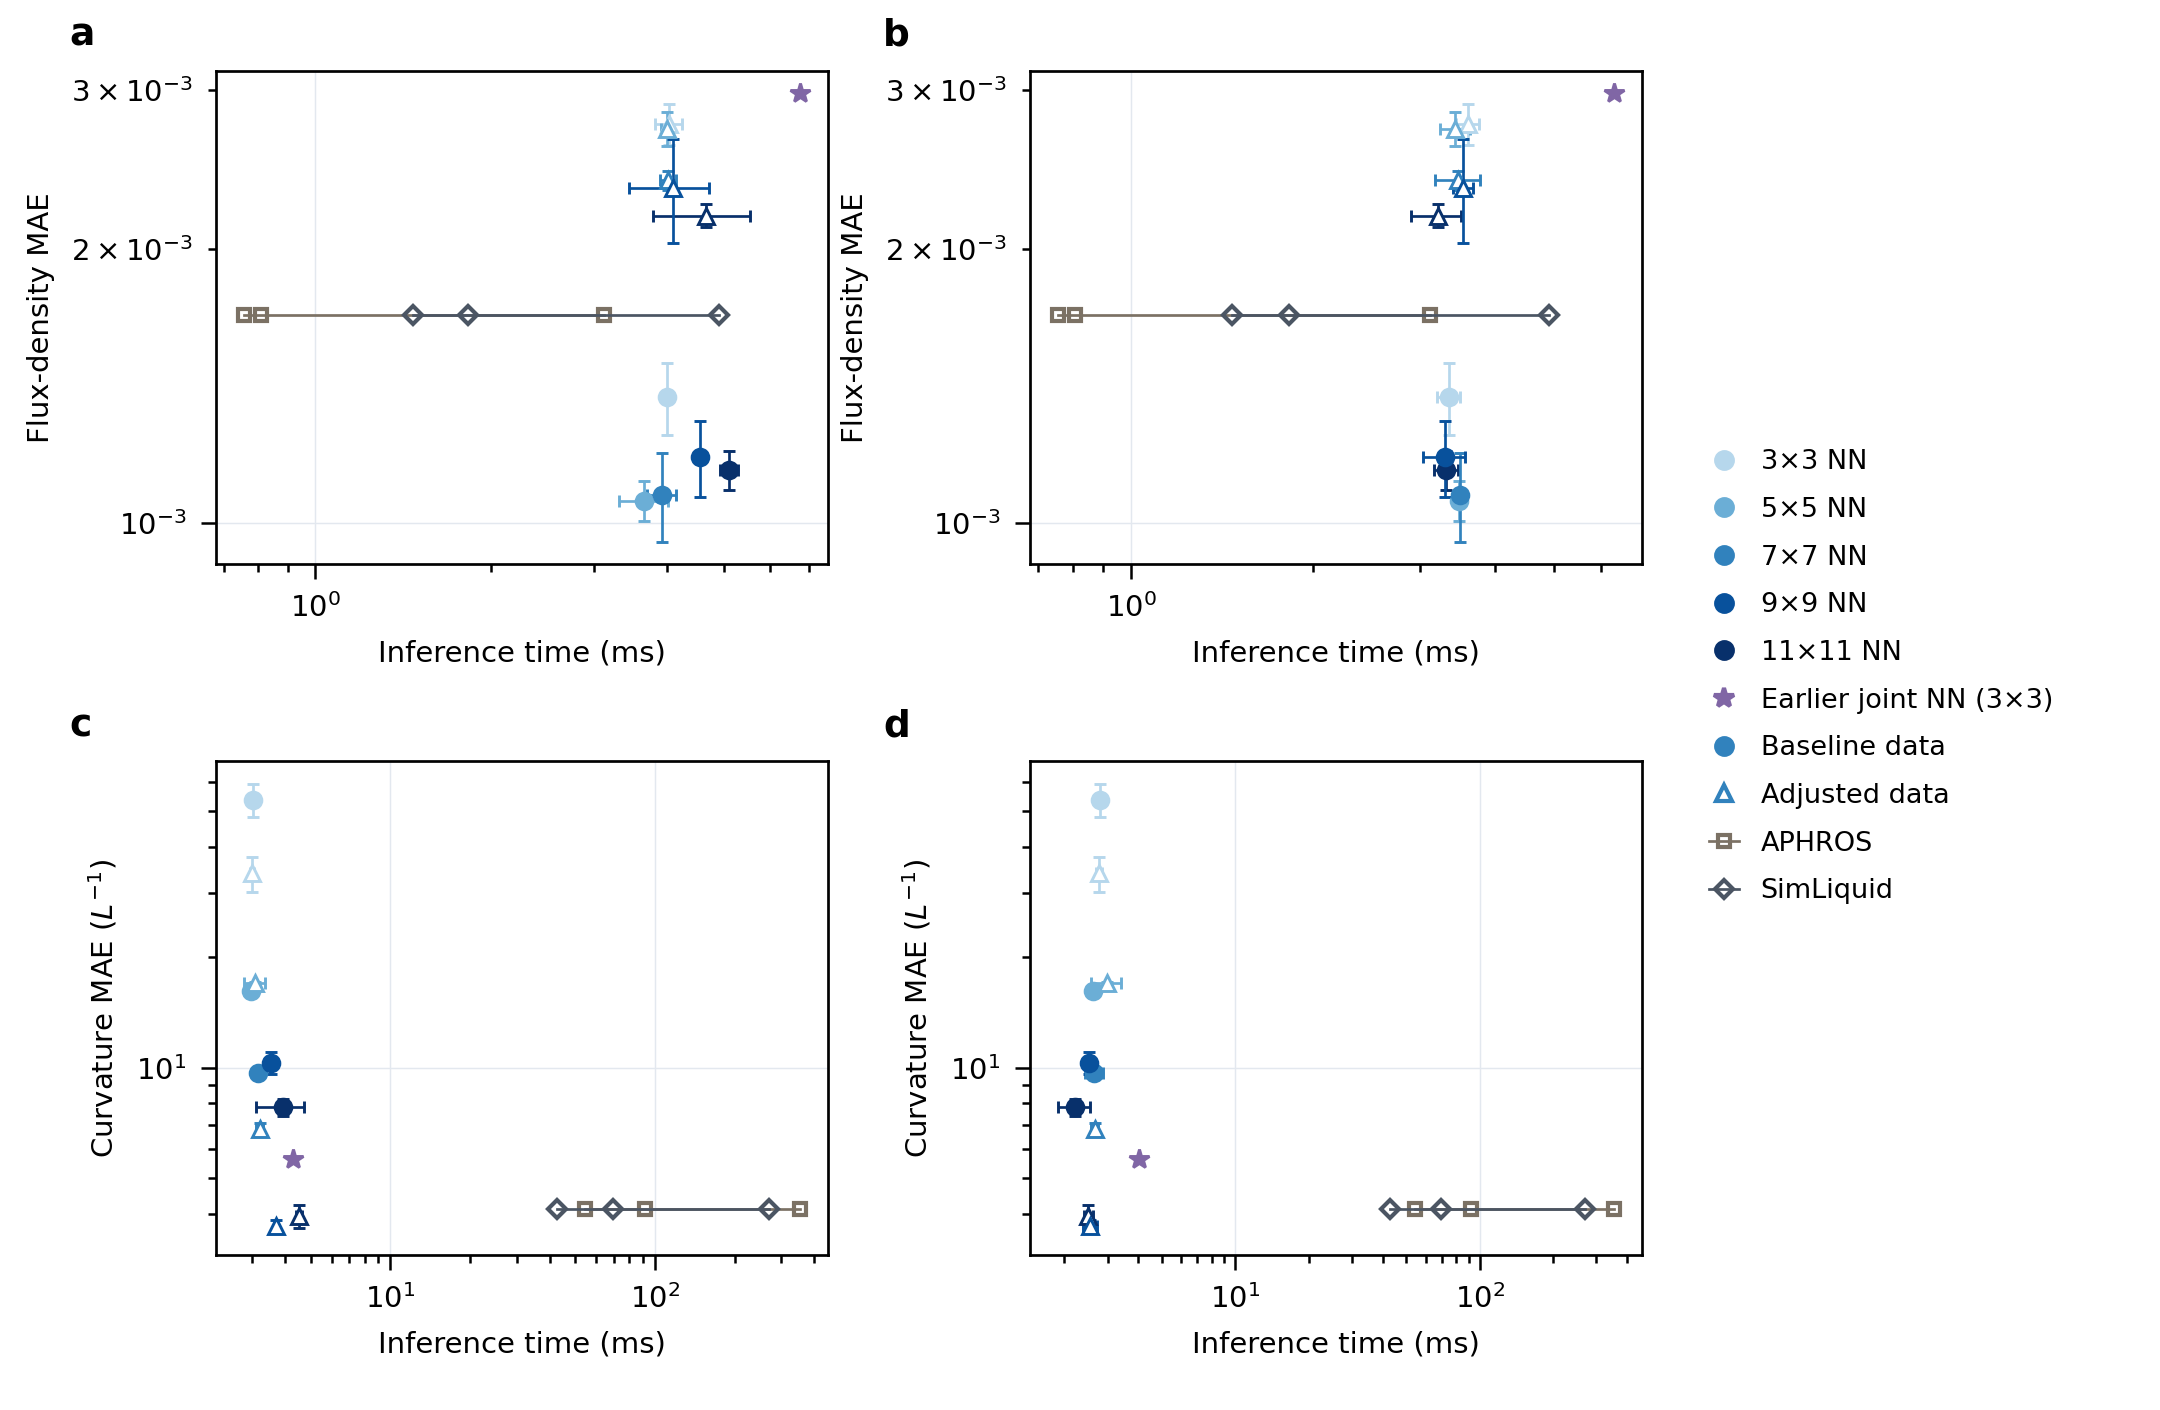 a
b
3 × 10⁻³
2 × 10⁻³
10⁻³
Flux-density MAE
10⁰
Inference time (ms)
3 × 10⁻³
2 × 10⁻³
10⁻³
Flux-density MAE
10⁰
Inference time (ms)
c
d
10¹
Curvature MAE (L⁻¹)
10¹ 10²
Inference time (ms)
10¹
Curvature MAE (L⁻¹)
10¹ 10²
Inference time (ms)
3×3 NN
5×5 NN
7×7 NN
9×9 NN
11×11 NN
Earlier joint NN (3×3)
Baseline data
Adjusted data
APHROS
SimLiquid